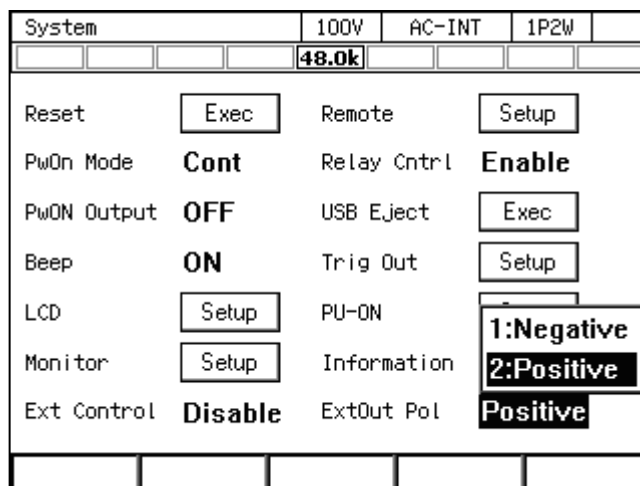 System 100V AC-INT 1P2W
48.0k
Reset Exec Remote Setup
PwOn Mode Cont Relay Cntrl Enable
PwON Output OFF USB Eject Exec
Beep ON Trig Out Setup
LCD Setup PU-ON
1:Negative
Monitor Setup Information 2:Positive
Ext Control Disable ExtOut Pol Positive